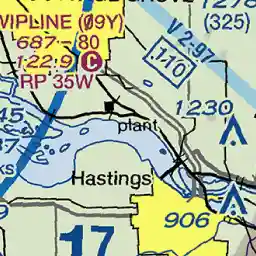 WIPLINE (09Y)
(325)
687 - 80
122.9 C
RP 35W
V 2-97
110
1230
plant
Hastings
906
17